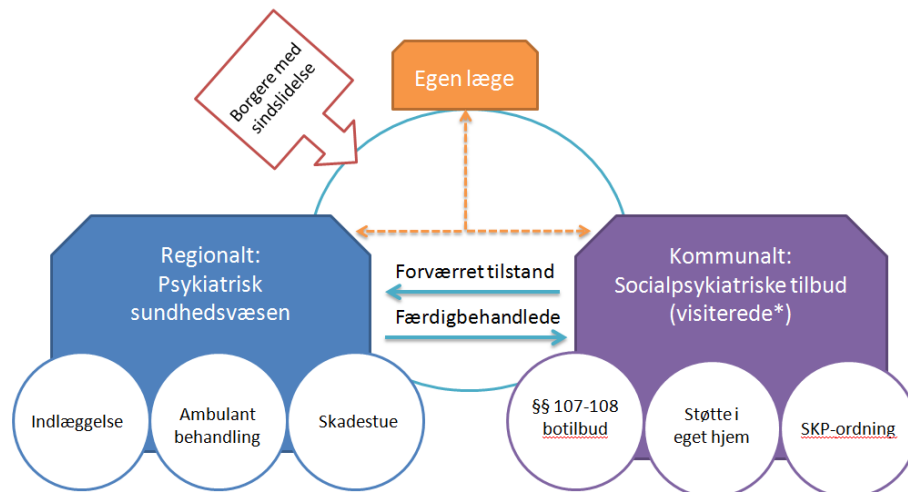 Borgere med
sindslidelse
Egen læge
Regionalt:
Psykiatrisk
sundhedsvæsen
Forværret tilstand
Færdigbehandlede
Kommunalt:
Socialpsykiatriske tilbud
(visiterede*)
Indlæggelse
Ambulant
behandling
Skadestue
§§ 107-108
botilbud
Støtte i
eget hjem
SKP-ordning